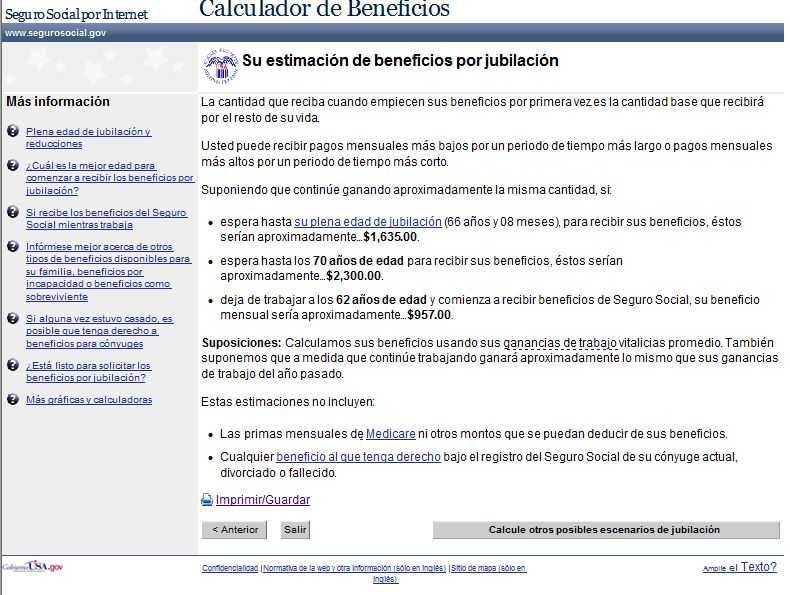 Seguro Social por Internet
Calculador de Beneficios
www.segurosocial.gov
Su estimación de beneficios por jubilación
Más información
Plena edad de jubilación y
reducciones
¿Cuál es la mejor edad para
comenzar a recibir los beneficios por
jubilación?
Si recibe los beneficios del Seguro
Social mientras trabaja
Infórmese mejor acerca de otros
tipos de beneficios disponibles para
su familia, beneficios por
incapacidad o beneficios como
sobreviviente
Si alguna vez estuvo casado, es
posible que tenga derecho a
beneficios para cónyuges
¿Está listo para solicitar los
beneficios por jubilación?
Más gráficas y calculadoras
La cantidad que reciba cuando empiecen sus beneficios por primera vez es la cantidad base que recibirá
por el resto de su vida.
Usted puede recibir pagos mensuales más bajos por un periodo de tiempo más largo o pagos mensuales
más altos por un periodo de tiempo más corto.
Suponiendo que continúe ganando aproximadamente la misma cantidad, si:
• espera hasta su plena edad de jubilación (66 años y 08 meses), para recibir sus beneficios, éstos
serían aproximadamente...$1,635.00.
• espera hasta los 70 años de edad para recibir sus beneficios, éstos serían
aproximadamente...$2,300.00.
• deja de trabajar a los 62 años de edad y comienza a recibir beneficios de Seguro Social, su beneficio
mensual sería aproximadamente...$957.00.
Suposiciones: Calculamos sus beneficios usando sus ganancias de trabajo vitalicias promedio. También
suponemos que a medida que continúe trabajando ganará aproximadamente lo mismo que sus ganancias
de trabajo del año pasado.
Estas estimaciones no incluyen:
• Las primas mensuales de Medicare ni otros montos que se puedan deducir de sus beneficios.
• Cualquier beneficio al que tenga derecho bajo el registro del Seguro Social de su cónyuge actual,
divorciado o fallecido.
Imprimir/Guardar
< Anterior
Salir
Calcule otros posibles escenarios de jubilación
GobiernoUSA.gov
Confidencialidad |Normativa de la web y otra información (sólo en inglés) |Sitio de mapa (sólo en
inglés)
Amplíe el Texto?